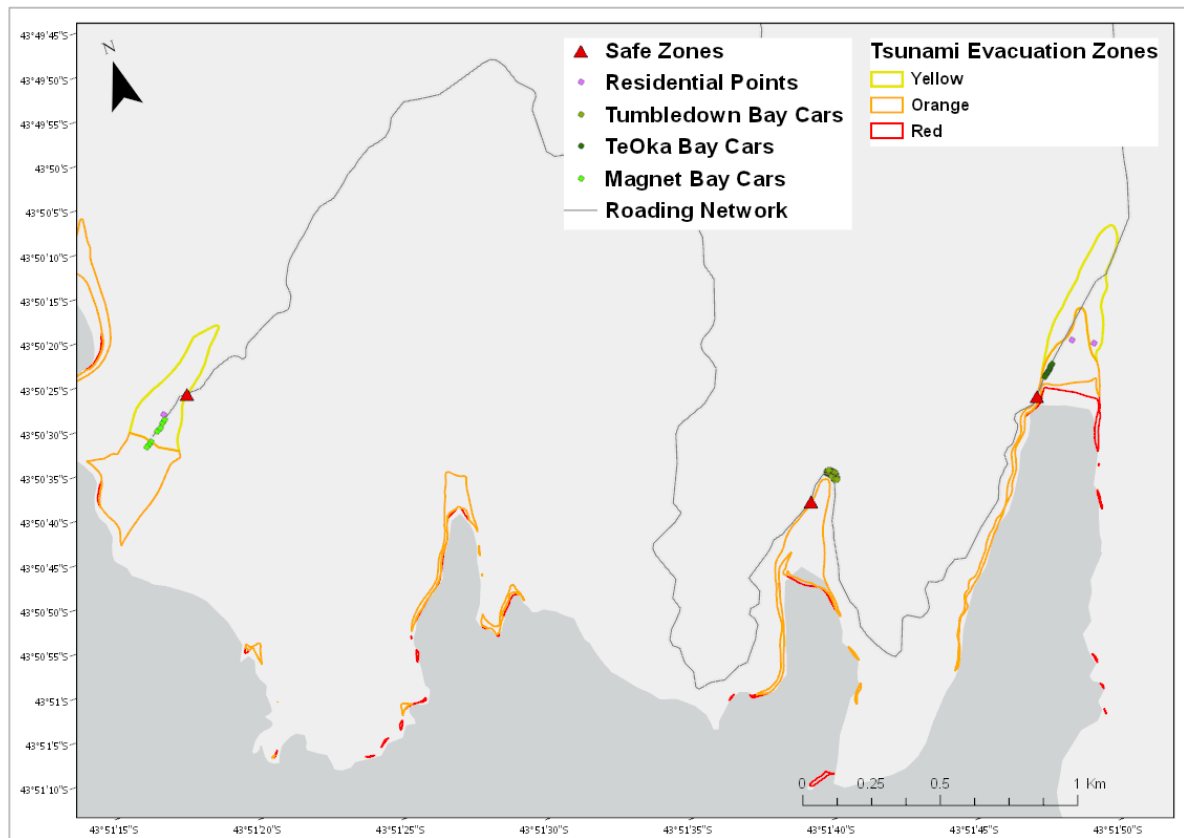 43°49'45"S
43°49'50"S
43°49'55"S
43°50'S
43°50'5"S
43°50'10"S
43°50'15"S
43°50'20"S
43°50'25"S
43°50'30"S
43°50'35"S
43°50'40"S
43°50'45"S
43°50'50"S
43°50'55"S
43°51'S
43°51'5"S
43°51'10"S
N
Safe Zones
Residential Points
Tumbledown Bay Cars
TeOka Bay Cars
Magnet Bay Cars
Roading Network
Tsunami Evacuation Zones
Yellow
Orange
Red
0 0.25 0.5 1 Km
43°51'15"S 43°51'20"S 43°51'25"S 43°51'30"S 43°51'35"S 43°51'40"S 43°51'45"S 43°51'50"S